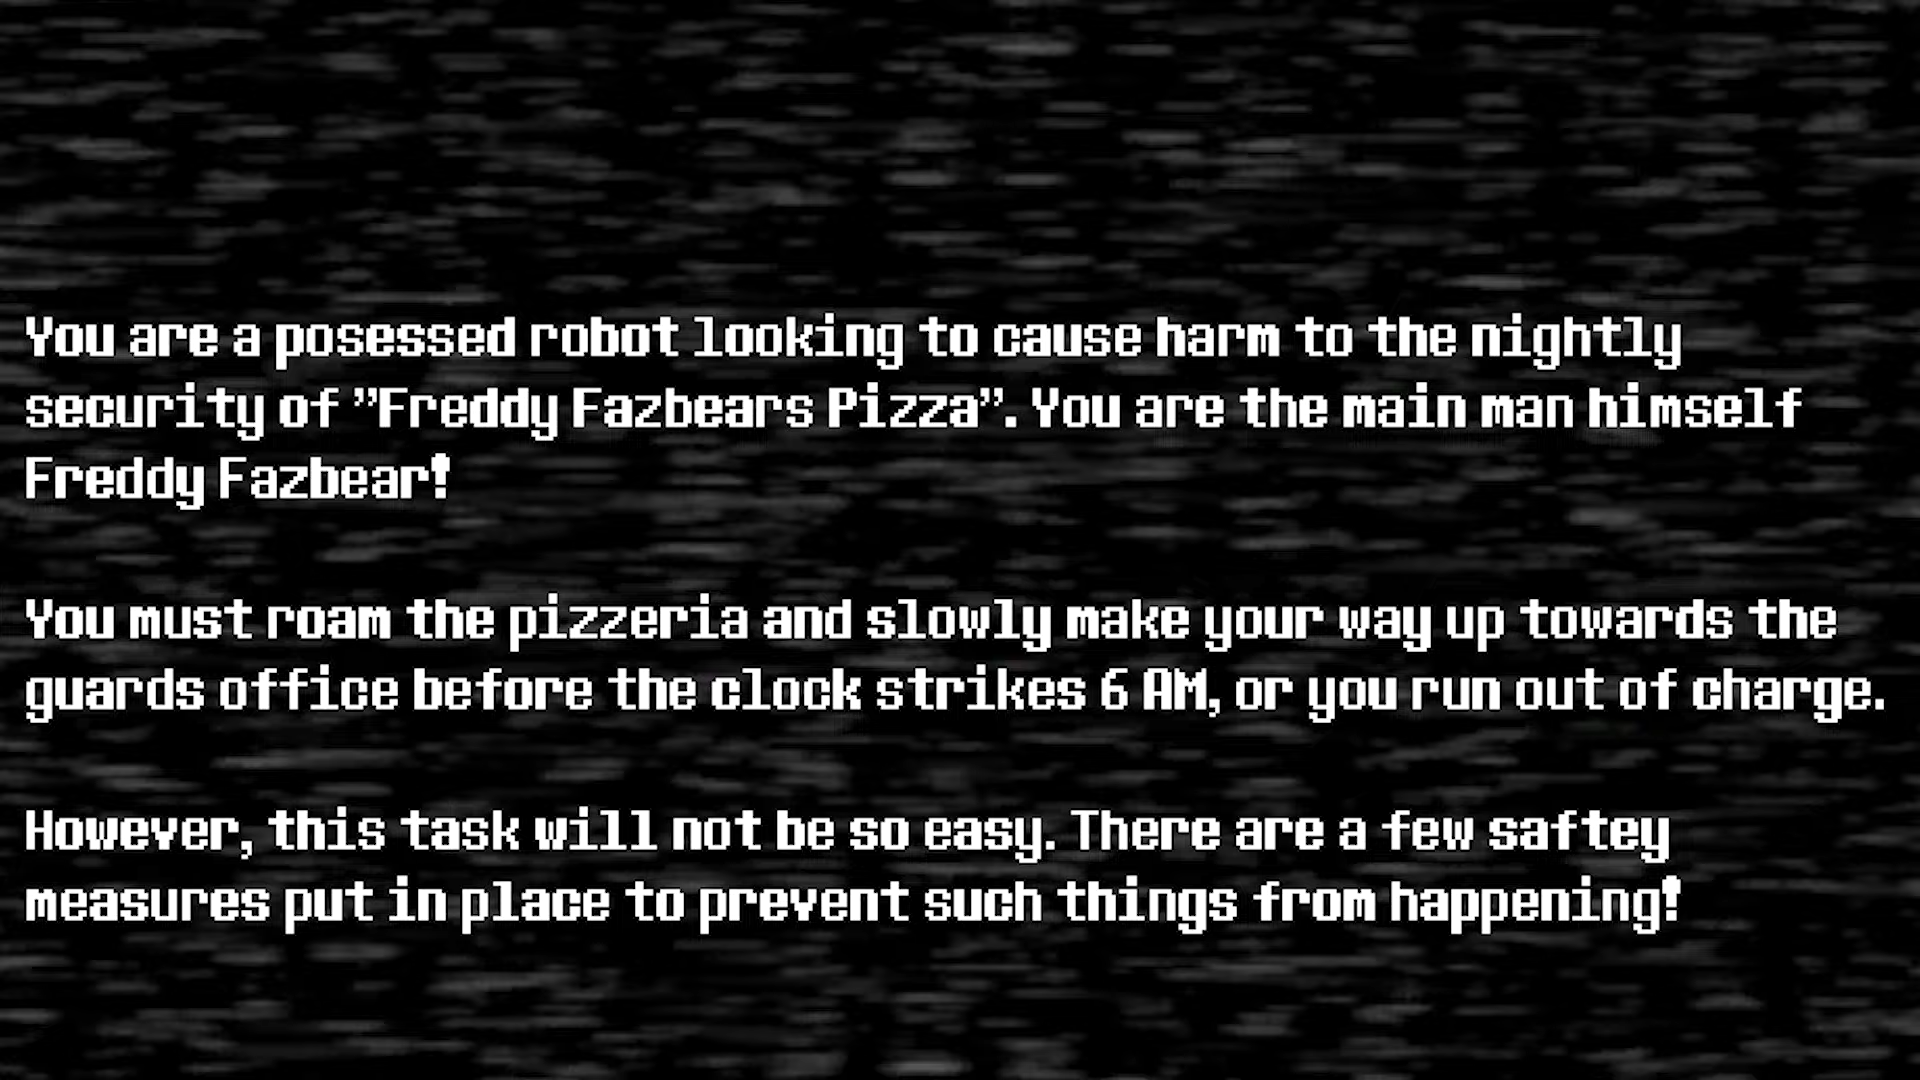 You are a posessed robot looking to cause harm to the nightly
security of ”Freddy Fazbears Pizza”. You are the main man himself
Freddy Fazbear!
You must roam the pizzeria and slowly make your way up towards the
guards office before the clock strikes 6 AM, or you run out of charge.
However, this task will not be so easy. There are a few saftey
measures put in place to prevent such things from happening!